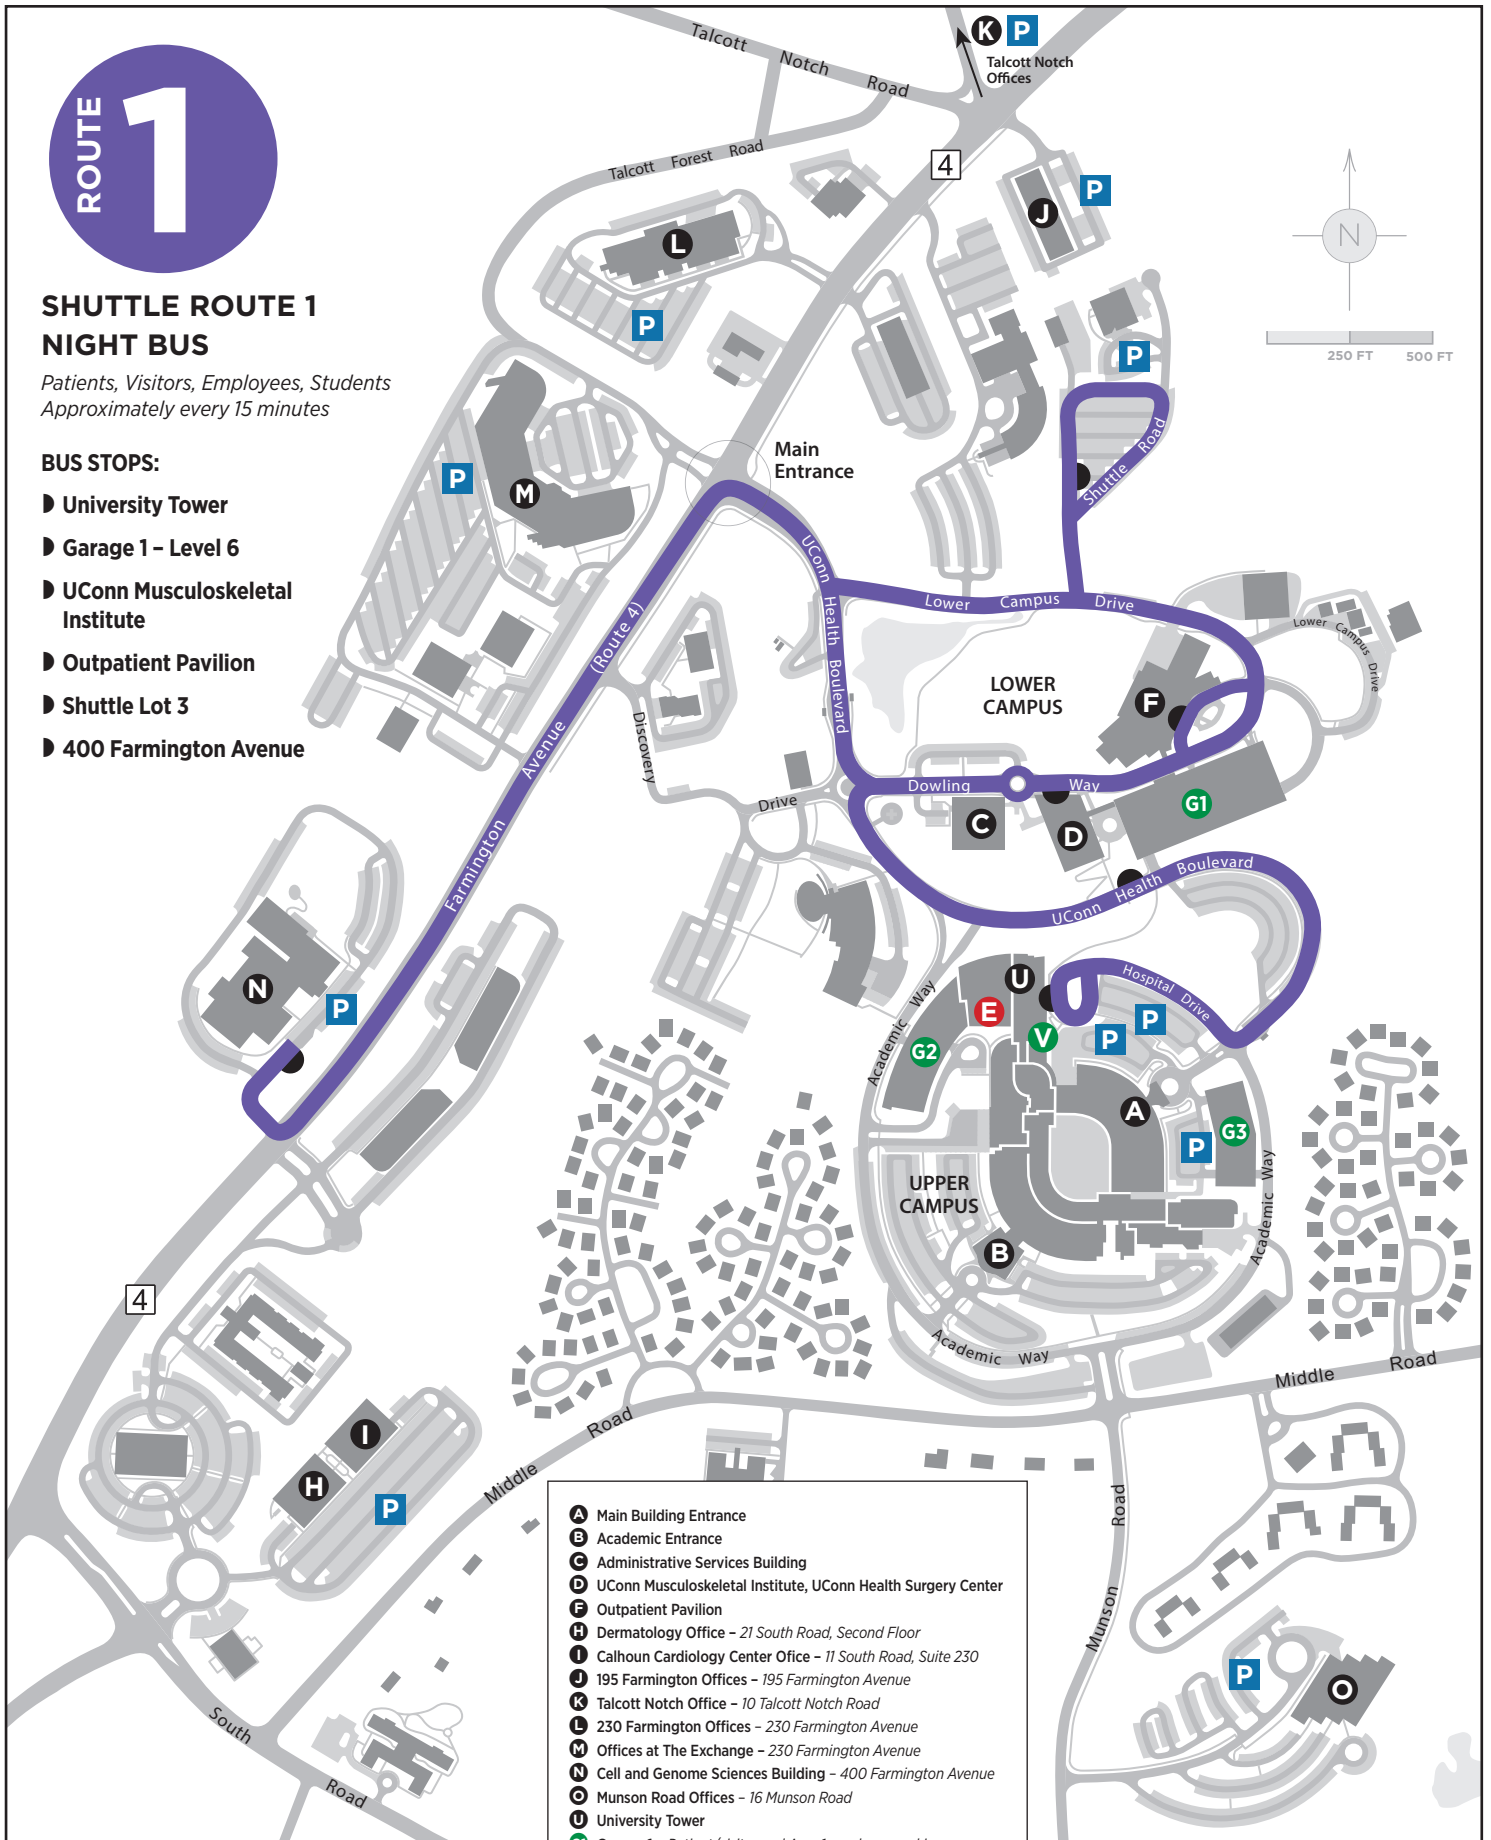 ROUTE 1
SHUTTLE ROUTE 1
NIGHT BUS
Patients, Visitors, Employees, Students
Approximately every 15 minutes
BUS STOPS:
University Tower
Garage 1 – Level 6
UConn Musculoskeletal
Institute
Outpatient Pavilion
Shuttle Lot 3
400 Farmington Avenue
Talcott Notch Road
K P
Talcott Notch
Offices
Talcott Forest Road
4
J
P
N
250 FT 500 FT
L
P
P
Main
Entrance
P
M
Shuttle Road
UConn Health Boulevard
Lower Campus Drive
Lower Campus Drive
(Route 4)
Farmington Avenue
LOWER
CAMPUS
F
Discovery Drive
Dowling Way
G1
C
D
UConn Health Boulevard
N
P
U
E
V
Hospital Drive
P
P
G2
Academic Way
A
G3
P
UPPER
CAMPUS
Academic Way
B
4
Academic Way
Middle Road
I
H
P
Middle Road
Munson Road
P
O
South Road
A Main Building Entrance
B Academic Entrance
C Administrative Services Building
D UConn Musculoskeletal Institute, UConn Health Surgery Center
F Outpatient Pavilion
H Dermatology Office – 21 South Road, Second Floor
I Calhoun Cardiology Center Ofice – 11 South Road, Suite 230
J 195 Farmington Offices – 195 Farmington Avenue
K Talcott Notch Office – 10 Talcott Notch Road
L 230 Farmington Offices – 230 Farmington Avenue
M Offices at The Exchange – 230 Farmington Avenue
N Cell and Genome Sciences Building – 400 Farmington Avenue
O Munson Road Offices – 16 Munson Road
U University Tower